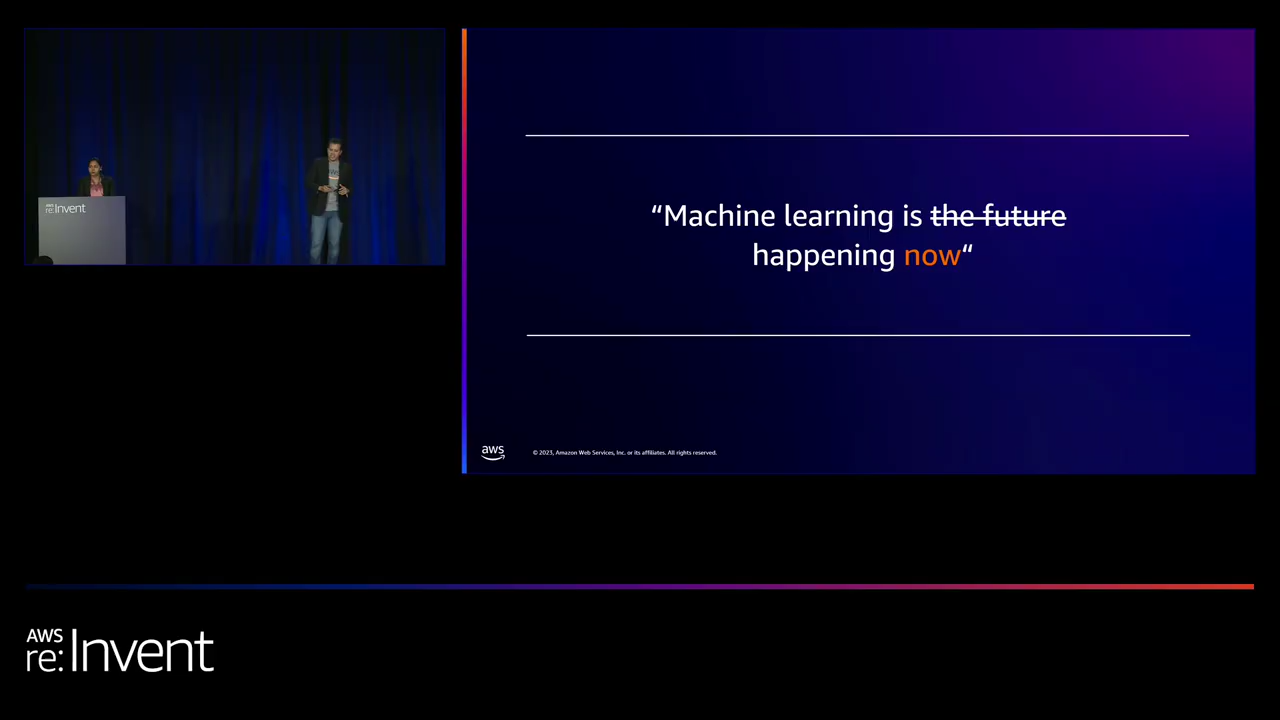 aws
re:Invent
“Machine learning is the future
happening now“
aws
© 2023, Amazon Web Services, Inc. or its affiliates. All rights reserved.
AWS
re:Invent